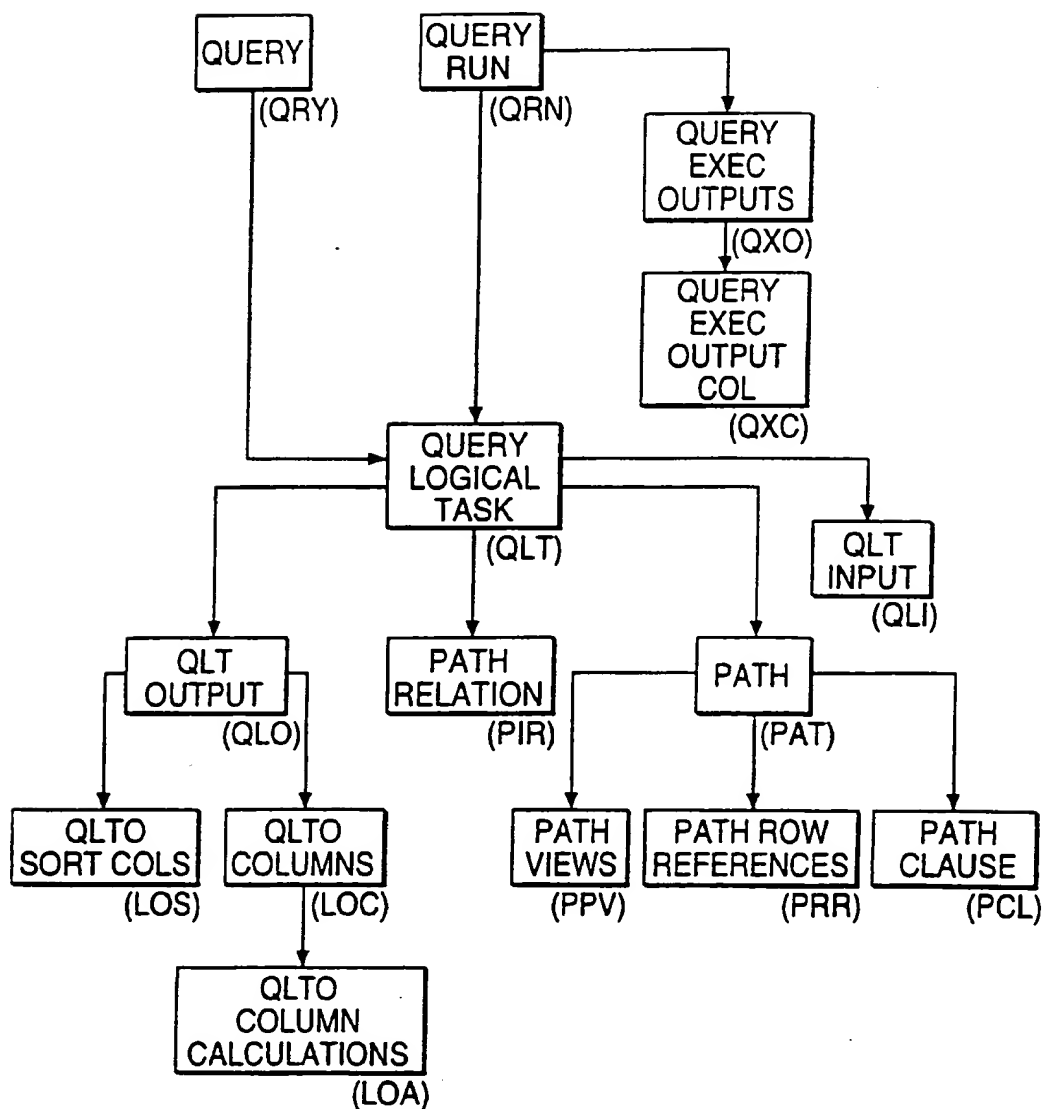 QUERY
(QRY)
QUERY
RUN
(QRN)
QUERY
EXEC
OUTPUTS
(QXO)
QUERY
EXEC
OUTPUT
COL
(QXC)
QUERY
LOGICAL
TASK
(QLT)
QLT
INPUT
(QLI)
QLT
OUTPUT
(QLO)
PATH
RELATION
(PIR)
PATH
(PAT)
QLTO
SORT COLS
(LOS)
QLTO
COLUMNS
(LOC)
PATH
VIEWS
(PPV)
PATH ROW
REFERENCES
(PRR)
PATH
CLAUSE
(PCL)
QLTO
COLUMN
CALCULATIONS
(LOA)